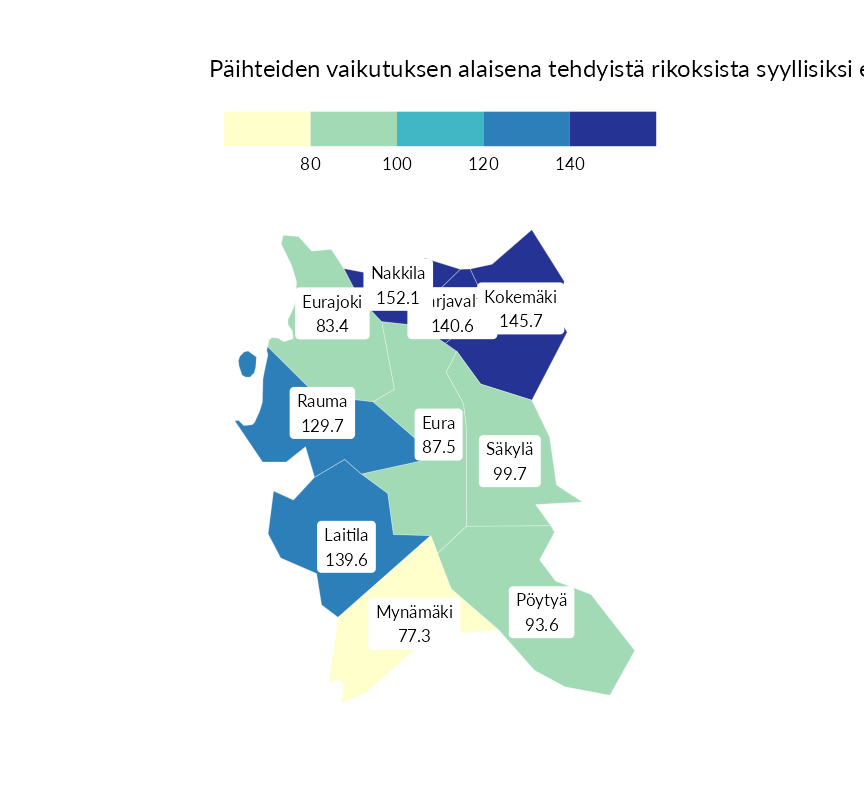 Päihteiden vaikutuksen alaisena tehdyistä rikoksista syyllisiksi
80 100 120 140
Nakkila
152.1
Eurajoki
83.4
140.6
Kokemäki
145.7
Rauma
129.7
Eura
87.5
Säkylä
99.7
Laitila
139.6
Pöytyä
93.6
Mynämäki
77.3